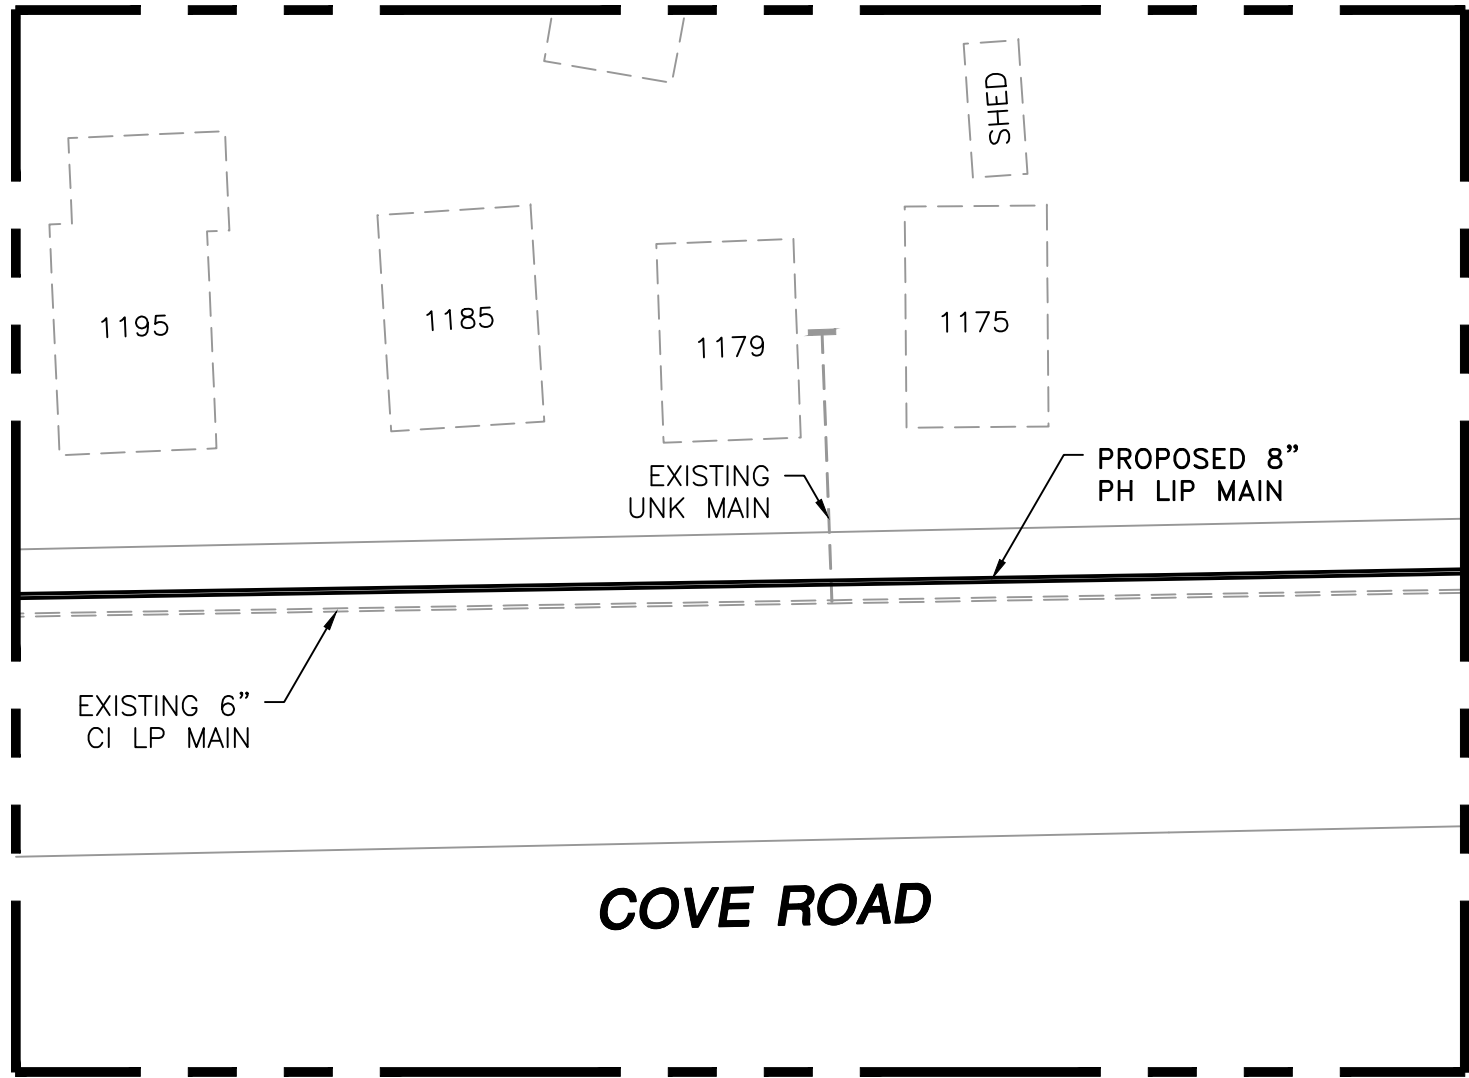 SHED
1195
1185
1179
1175
EXISTING
UNK MAIN
PROPOSED 8”
PH LIP MAIN
EXISTING 6”
CI LP MAIN
COVE ROAD